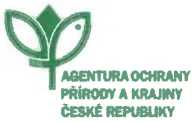 AGENTURA OCHRANY
PŘÍRODY A KRAJINY
ČESKÉ REPUBLIKY